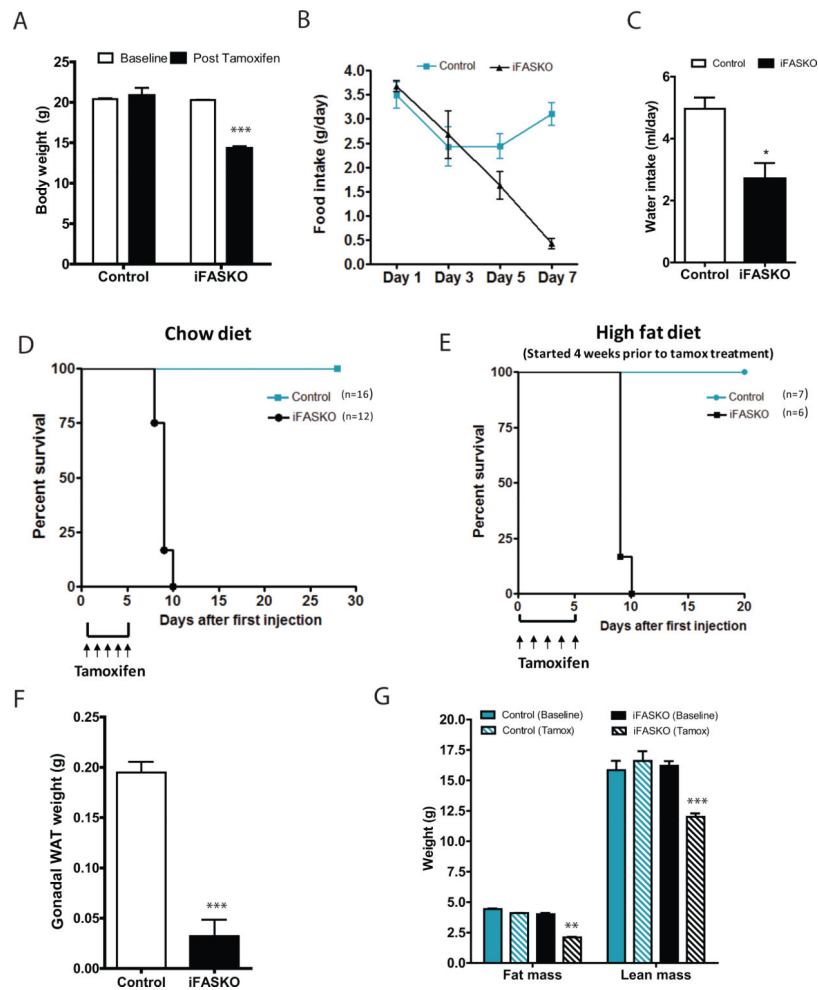 A
Baseline Post Tamoxifen
Body weight (g)
25
20
15
10
5
0
***
Control iFASKO
B
Control iFASKO
Food intake (g/day)
4.0
3.5
3.0
2.5
2.0
1.5
1.0
0.5
0.0
Day 1 Day 3 Day 5 Day 7
C
Control iFASKO
Water intake (ml/day)
6
4
2
0
*
Control iFASKO
D
Chow diet
Percent survival
100
75
50
25
0
Control (n=16)
iFASKO (n=12)
0 5 10 15 20 25 30
Days after first injection
Tamoxifen
E
High fat diet
(Started 4 weeks prior to tamox treatment)
Percent survival
100
75
50
25
0
Control (n=7)
iFASKO (n=6)
0 5 10 15 20
Days after first injection
Tamoxifen
F
Gonadal WAT weight (g)
0.25
0.20
0.15
0.10
0.05
0.00
***
Control iFASKO
G
Control (Baseline) iFASKO (Baseline)
Control (Tamox) iFASKO (Tamox)
Weight (g)
20.0
17.5
15.0
12.5
10.0
7.5
5.0
2.5
0.0
**
***
Fat mass Lean mass